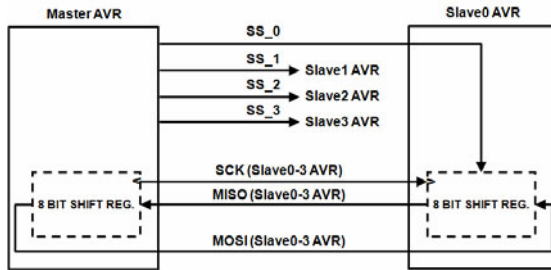 Master AVR
Slave0 AVR
SS_0
SS_1
Slave1 AVR
SS_2
Slave2 AVR
SS_3
Slave3 AVR
SCK (Slave0-3 AVR)
8 BIT SHIFT REG.
MISO (Slave0-3 AVR)
8 BIT SHIFT REG.
MOSI (Slave0-3 AVR)